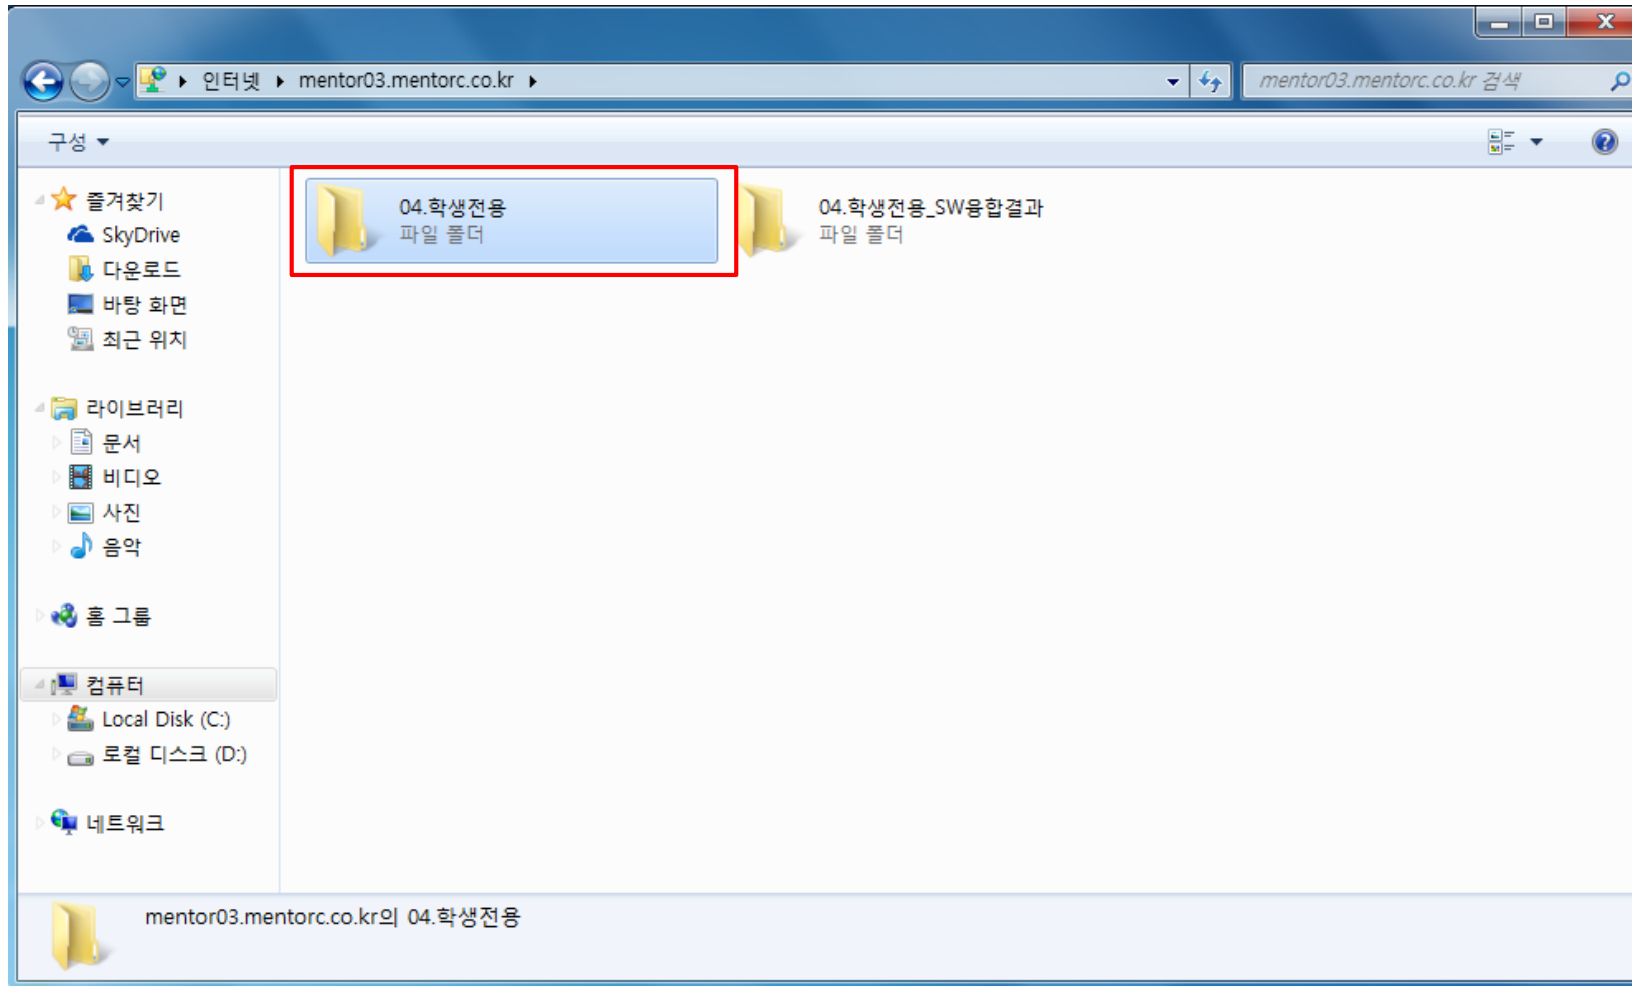 인터넷 mentor03.mentorc.co.kr
mentor03.mentorc.co.kr 검색
구성
즐겨찾기
SkyDrive
다운로드
바탕 화면
최근 위치
라이브러리
문서
비디오
사진
음악
홈 그룹
컴퓨터
Local Disk (C:)
로컬 디스크 (D:)
네트워크
04.학생전용
파일 폴더
04.학생전용_SW융합결과
파일 폴더
mentor03.mentorc.co.kr의 04.학생전용